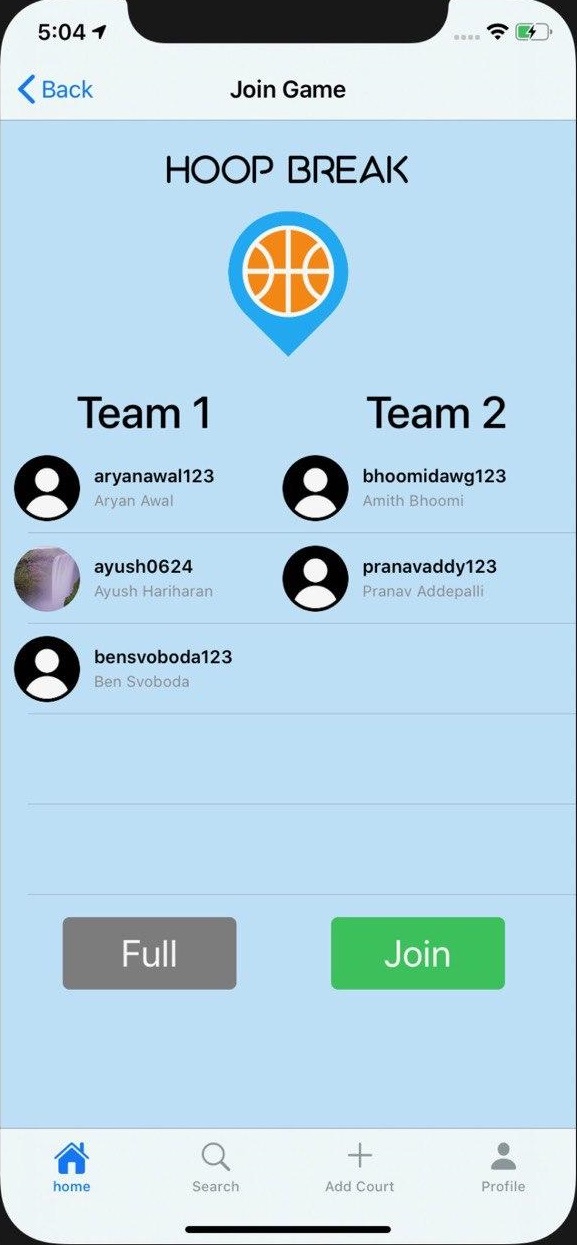 5:04
Back
Join Game
HOOP BREAK
Team 1
Team 2
aryanawal123
Aryan Awal
bhoomidawg123
Amith Bhoomi
ayush0624
Ayush Hariharan
pranavaddy123
Pranav Addepalli
bensvoboda123
Ben Svoboda
Full
Join
home
Search
Add Court
Profile